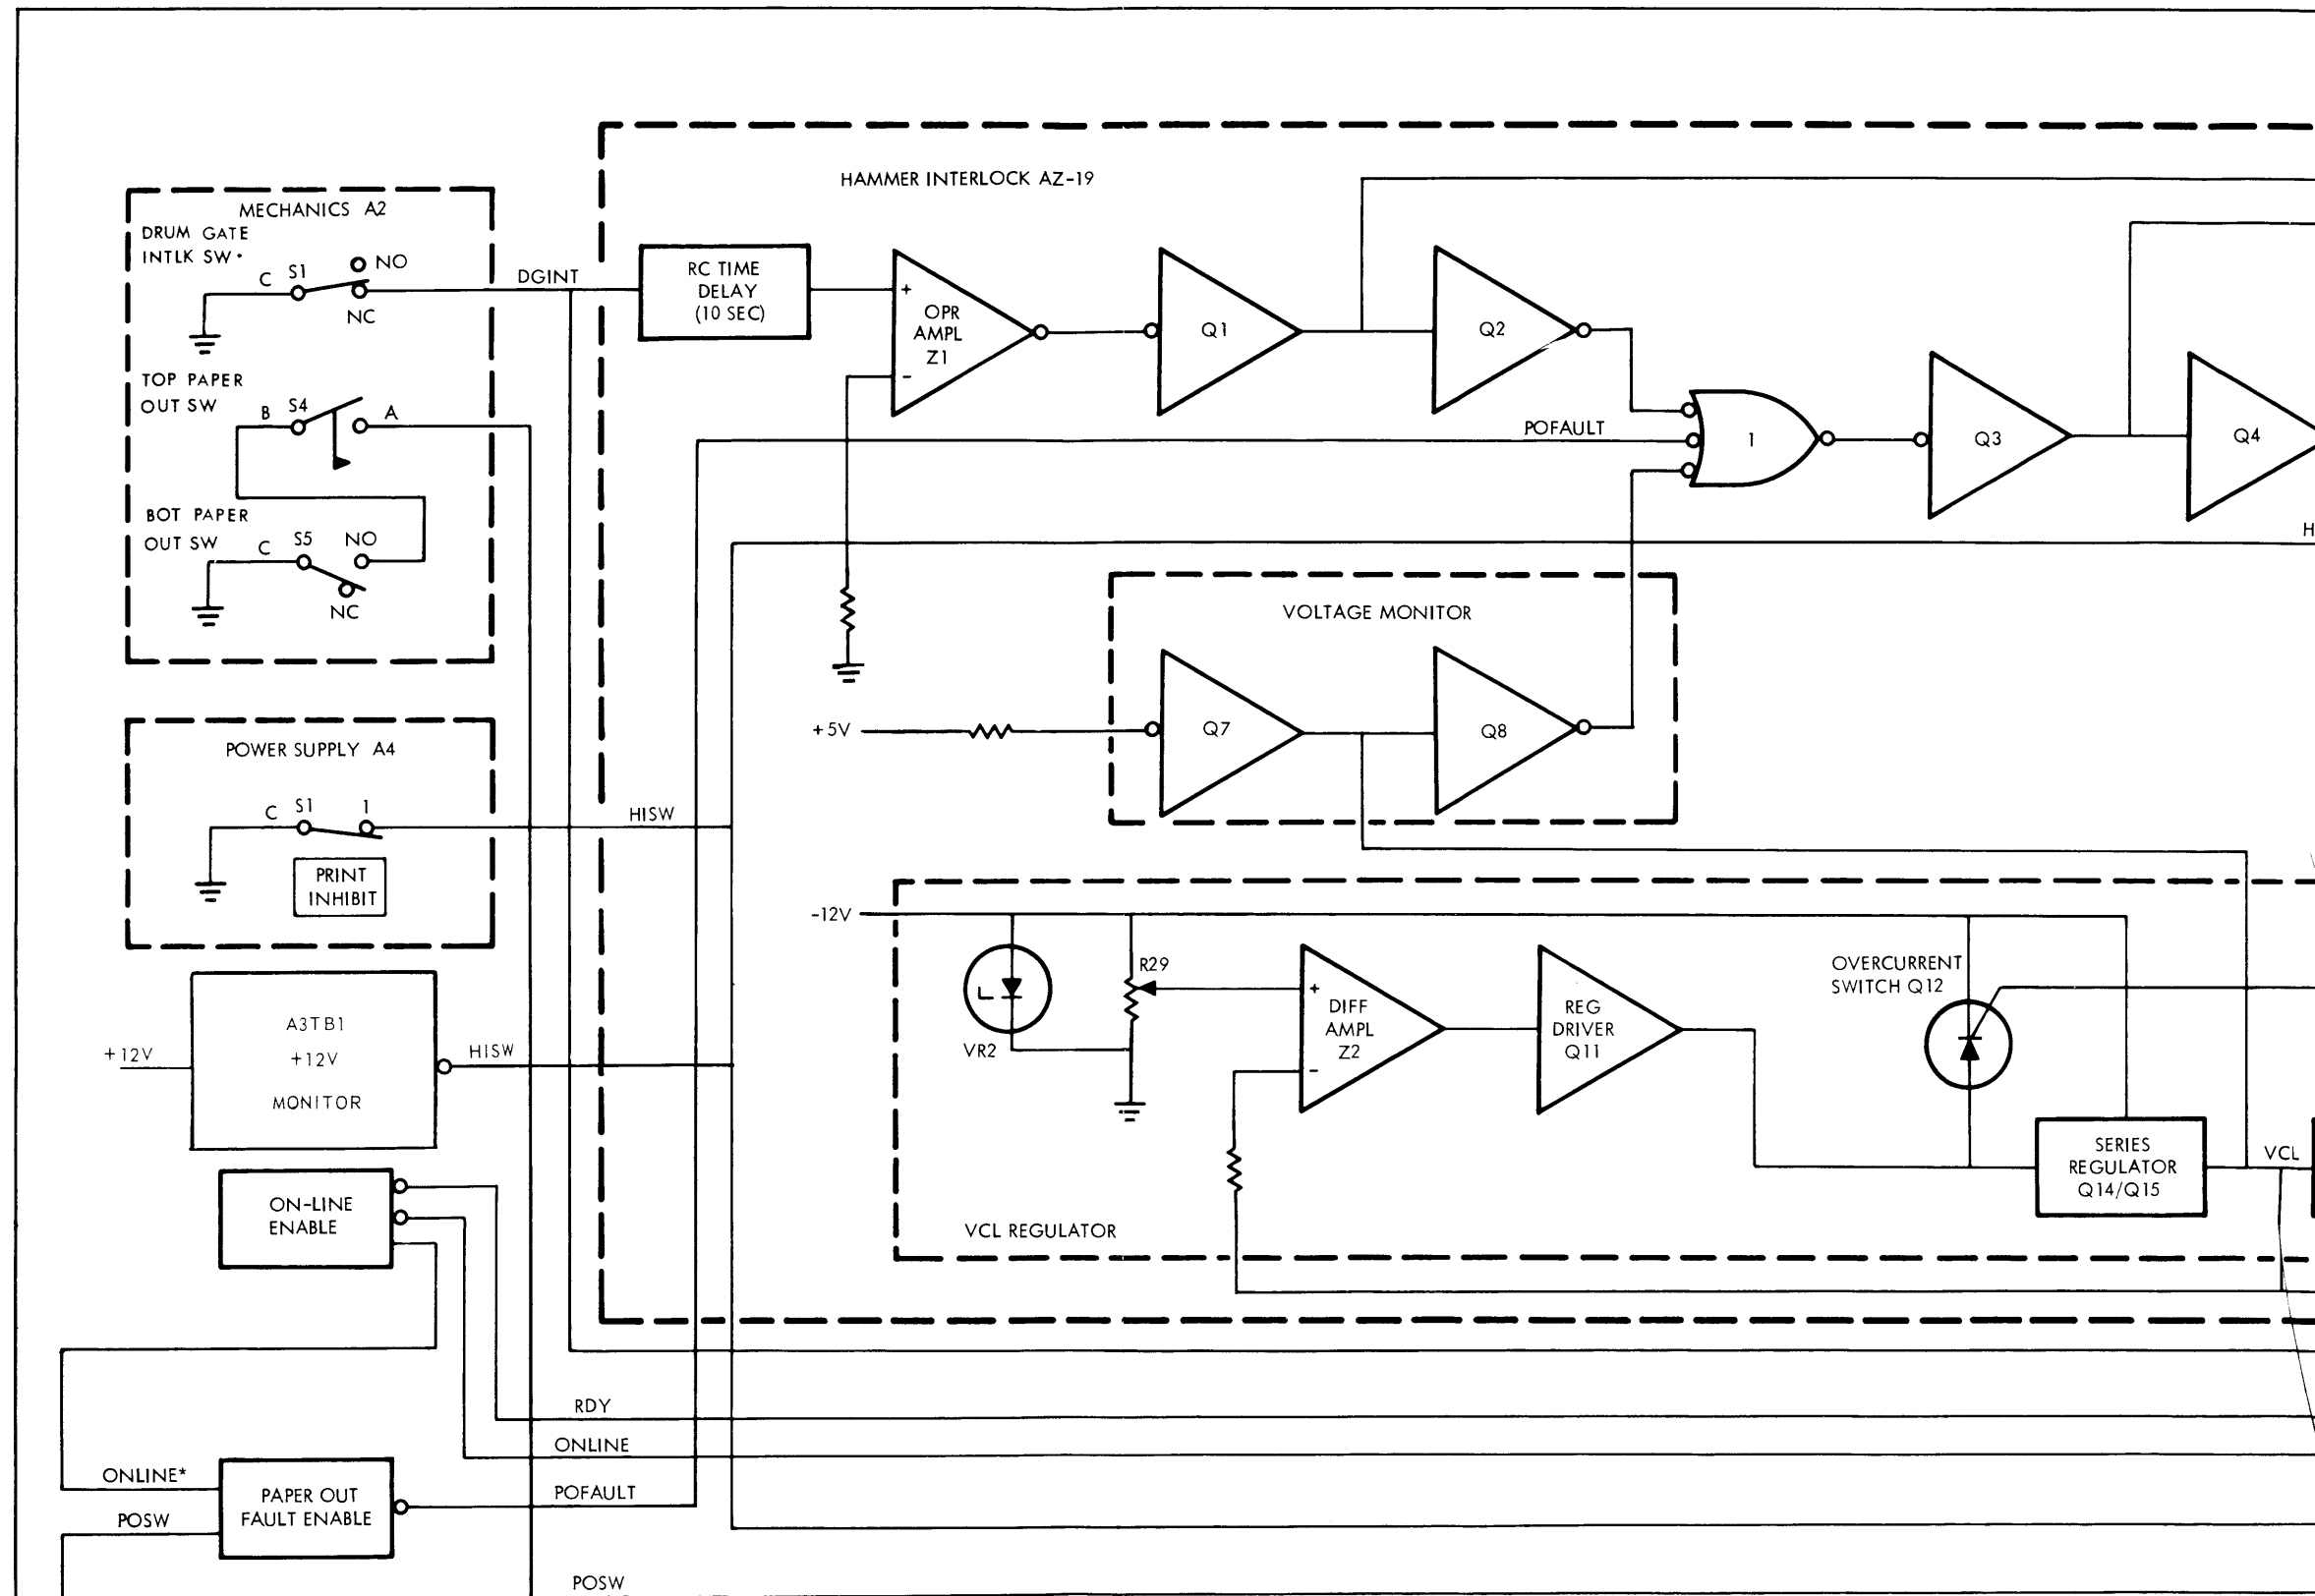 HAMMER INTERLOCK AZ-19
MECHANICS A2
DRUM GATE
INTLK SW
C
S1
NO
NC
DGINT
RC TIME
DELAY
(10 SEC)
+
OPR
AMPL
Z1
-
Q1
Q2
TOP PAPER
OUT SW
B
S4
A
POFAULT
1
Q3
Q4
BOT PAPER
OUT SW
C
S5
NO
NC
H
VOLTAGE MONITOR
+5V
Q7
Q8
POWER SUPPLY A4
C
S1
1
HISW
PRINT
INHIBIT
-12V
R29
VR2
+
DIFF
AMPL
Z2
-
REG
DRIVER
Q11
OVERCURRENT
SWITCH Q12
A3TB1
+12V
MONITOR
+12V
HISW
SERIES
REGULATOR
Q14/Q15
VCL
VCL REGULATOR
ON-LINE
ENABLE
RDY
ONLINE
ONLINE*
POSW
PAPER OUT
FAULT ENABLE
POFAULT
POSW